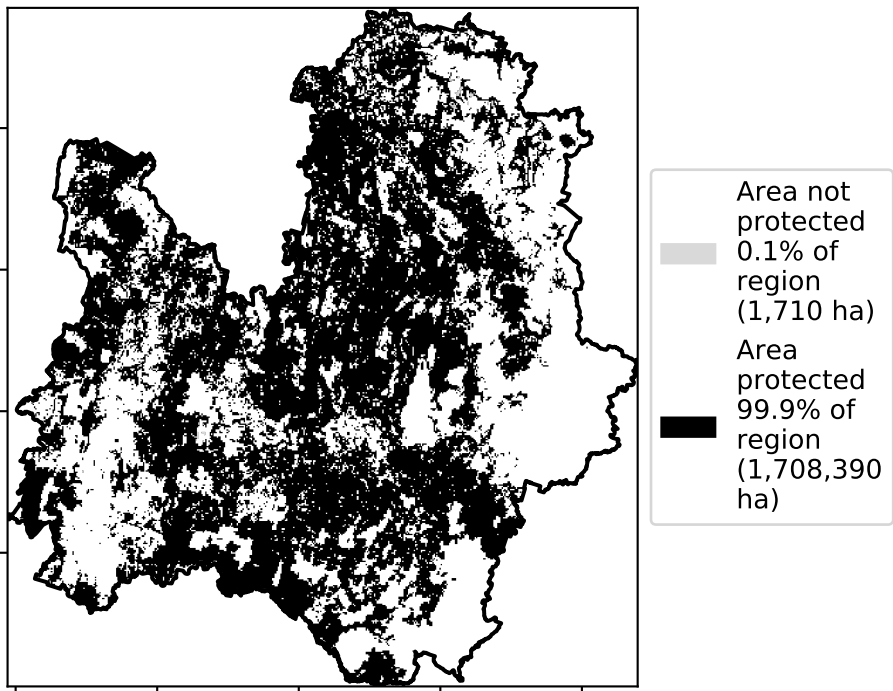 Area not
protected
0.1% of
region
(1,710 ha)
Area
protected
99.9% of
region
(1,708,390
ha)